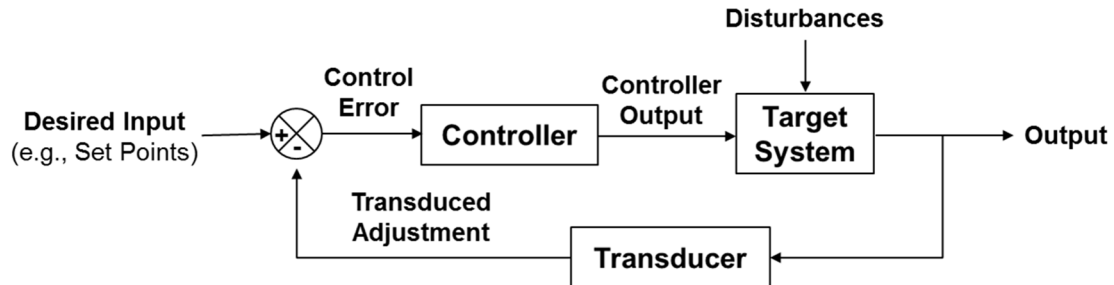 Disturbances
Control
Error
Controller
Output
Desired Input
(e.g., Set Points)
+
-
Controller
Target
System
Output
Transduced
Adjustment
Transducer